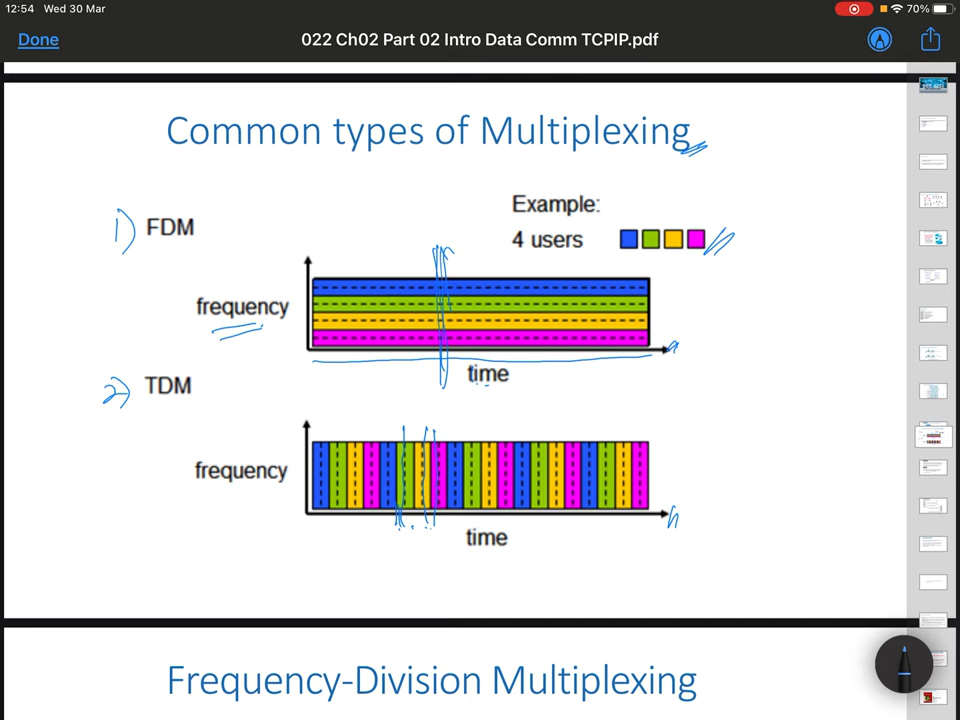 12:54 Wed 30 Mar
70%
Done
022 Ch02 Part 02 Intro Data Comm TCPIP.pdf
Common types of Multiplexing
1) FDM
Example:
4 users
frequency
time
2) TDM
frequency
time
Frequency-Division Multiplexing